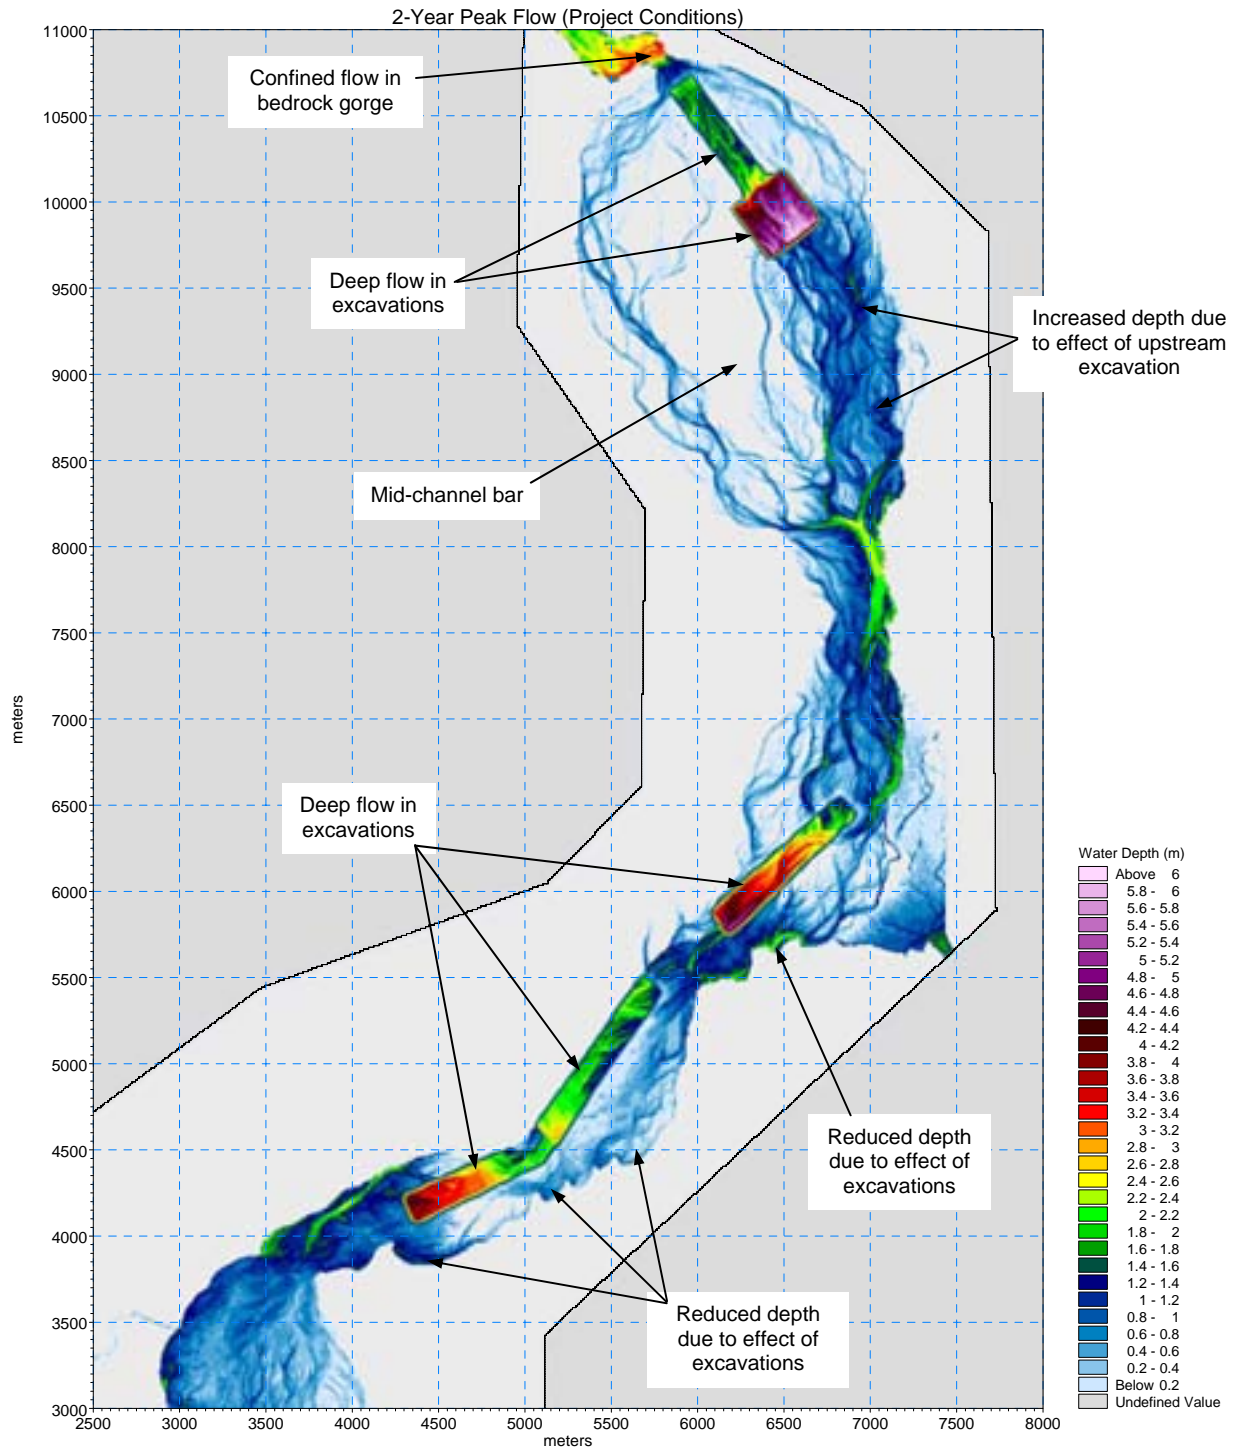 2-Year Peak Flow (Project Conditions)
11000
10500
10000
9500
9000
8500
8000
7500
7000
6500
6000
5500
5000
4500
4000
3500
3000
meters
2500
3000
3500
4000
4500
5000
5500
6000
6500
7000
7500
8000
meters
Confined flow in
bedrock gorge
Deep flow in
excavations
Increased depth due
to effect of upstream
excavation
Mid-channel bar
Deep flow in
excavations
Reduced depth
due to effect of
excavations
Reduced depth
due to effect of
excavations
Water Depth (m)
Above 6
5.8 - 6
5.6 - 5.8
5.4 - 5.6
5.2 - 5.4
5 - 5.2
4.8 - 5
4.6 - 4.8
4.4 - 4.6
4.2 - 4.4
4 - 4.2
3.8 - 4
3.6 - 3.8
3.4 - 3.6
3.2 - 3.4
3 - 3.2
2.8 - 3
2.6 - 2.8
2.4 - 2.6
2.2 - 2.4
2 - 2.2
1.8 - 2
1.6 - 1.8
1.4 - 1.6
1.2 - 1.4
1 - 1.2
0.8 - 1
0.6 - 0.8
0.4 - 0.6
0.2 - 0.4
Below 0.2
Undefined Value